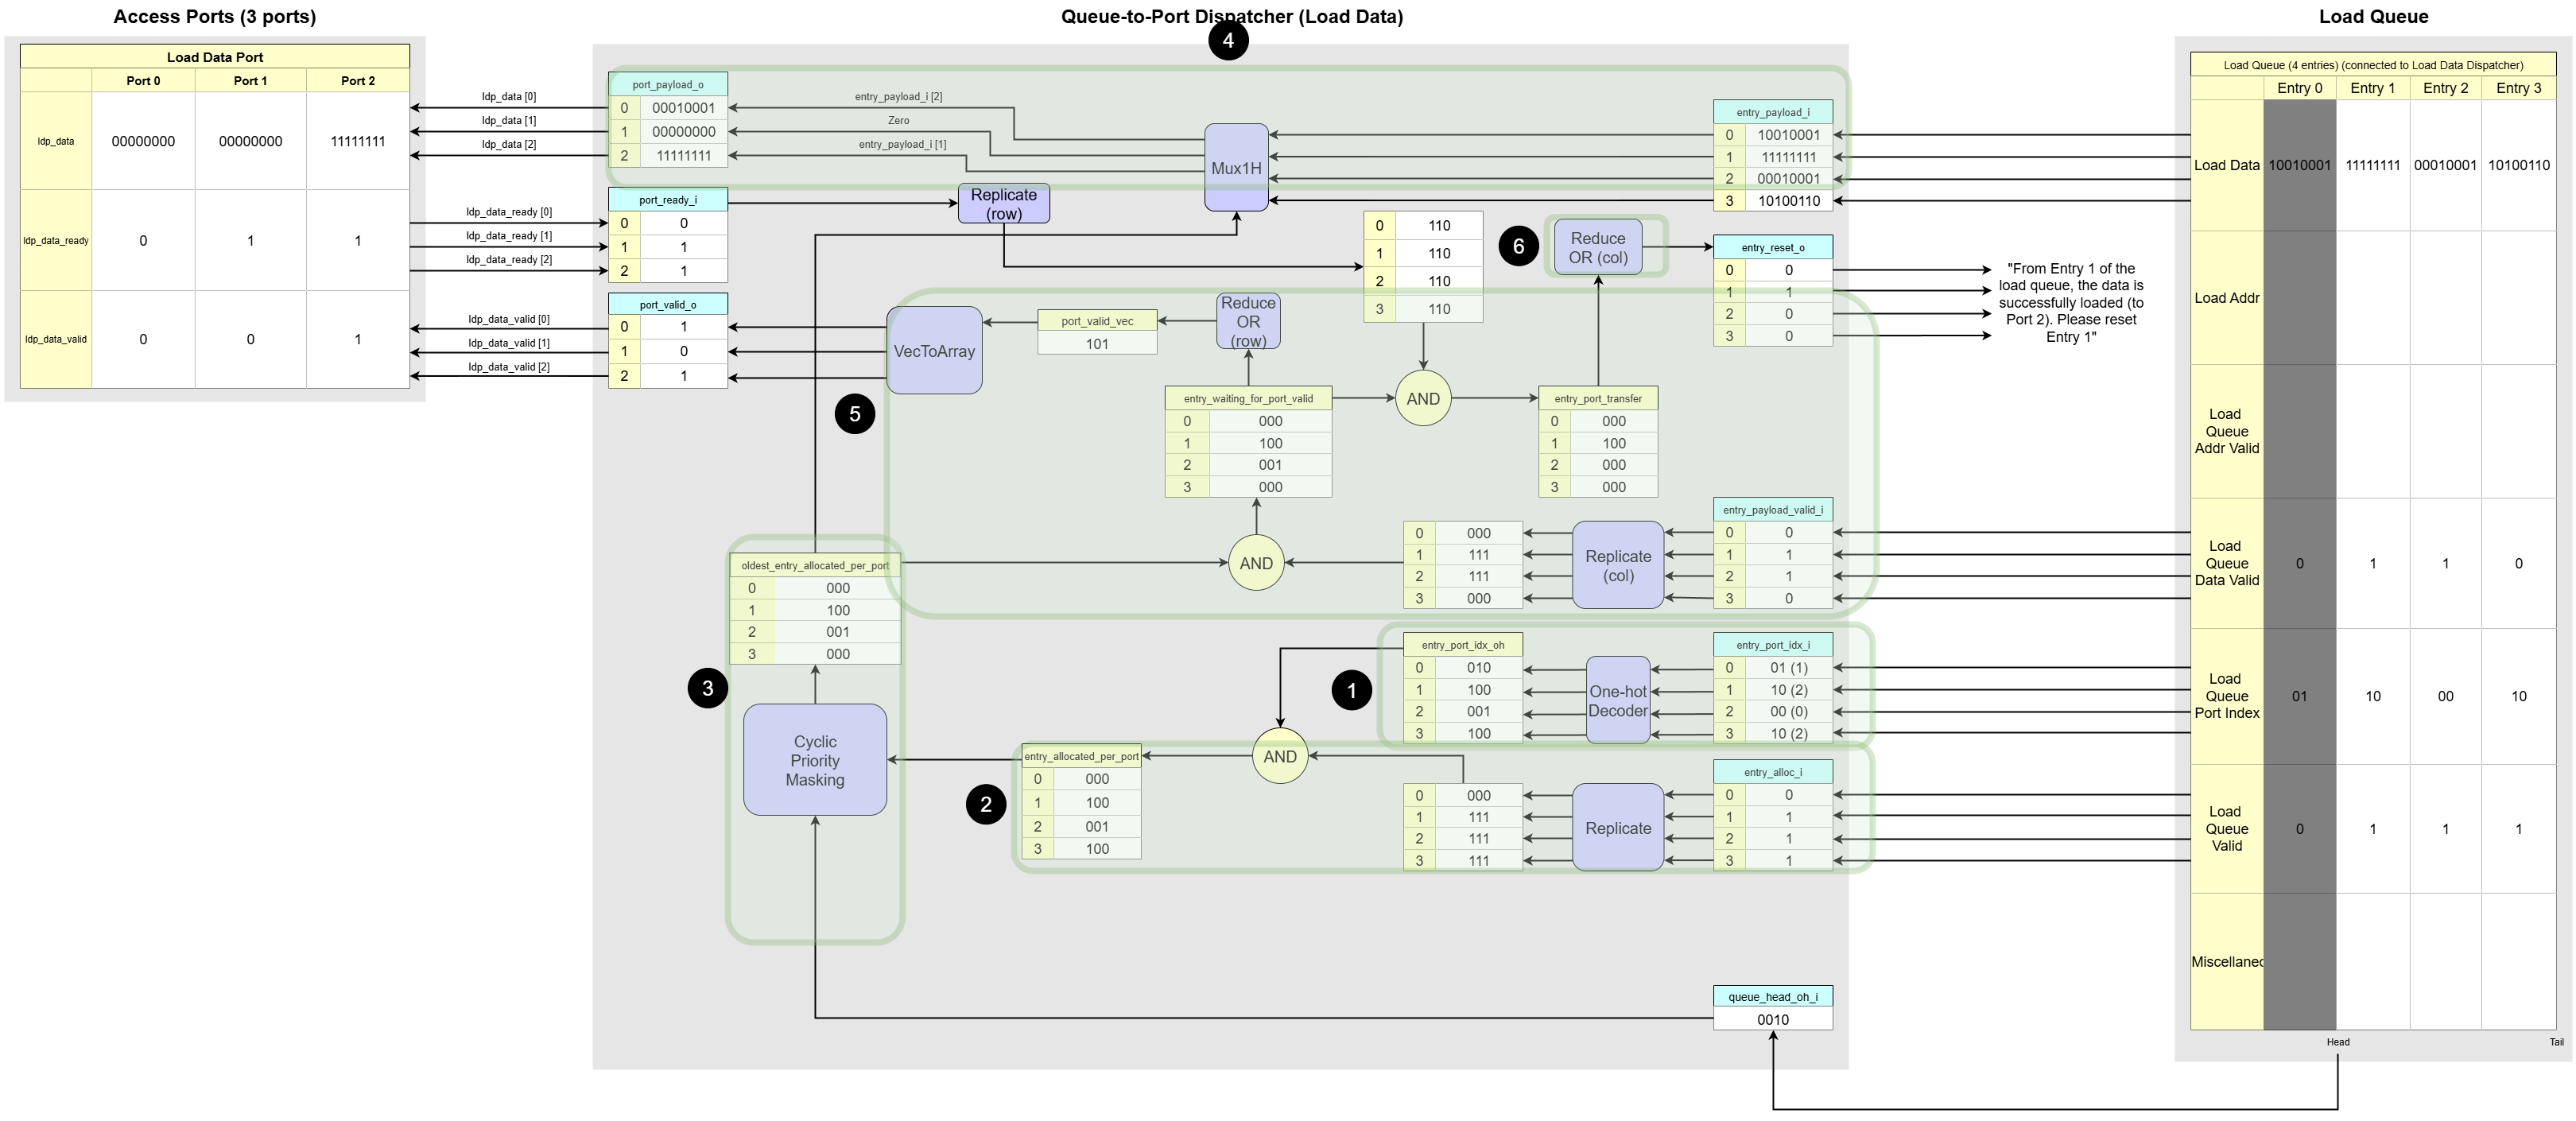 Access Ports (3 ports)
Queue-to-Port Dispatcher (Load Data)
Load Queue
Load Data Port
Port 0 Port 1 Port 2
ldp_data 00000000 00000000 11111111
ldp_data_ready 0 1 1
ldp_data_valid 0 0 1
ldp_data [0]
ldp_data [1]
ldp_data [2]
ldp_data_ready [0]
ldp_data_ready [1]
ldp_data_ready [2]
ldp_data_valid [0]
ldp_data_valid [1]
ldp_data_valid [2]
4
port_payload_o
0 00010001
1 00000000
2 11111111
entry_payload_i [2]
Zero
entry_payload_i [1]
Mux1H
entry_payload_i
0 10010001
1 11111111
2 00010001
3 10100110
port_ready_i
0 0
1 1
2 1
Replicate
(row)
0 110
1 110
2 110
3 110
6
Reduce
OR (col)
entry_reset_o
0 0
1 1
2 0
3 0
"From Entry 1 of the
load queue, the data is
successfully loaded (to
Port 2). Please reset
Entry 1"
port_valid_o
0 1
1 0
2 1
5
VecToArray
port_valid_vec
101
Reduce
OR
(row)
entry_waiting_for_port_valid
0 000
1 100
2 001
3 000
AND
entry_port_transfer
0 000
1 100
2 000
3 000
AND
0 000
1 111
2 111
3 000
Replicate
(col)
entry_payload_valid_i
0 0
1 1
2 1
3 0
3
oldest_entry_allocated_per_port
0 000
1 100
2 001
3 000
Cyclic
Priority
Masking
1
entry_port_idx_oh
0 010
1 100
2 001
3 100
One-hot
Decoder
entry_port_idx_i
0 01 (1)
1 10 (2)
2 00 (0)
3 10 (2)
2
entry_allocated_per_port
0 000
1 100
2 001
3 100
AND
0 000
1 111
2 111
3 111
Replicate
entry_alloc_i
0 0
1 1
2 1
3 1
queue_head_oh_i
0010
Load Queue (4 entries) (connected to Load Data Dispatcher)
Entry 0 Entry 1 Entry 2 Entry 3
Load Data 10010001 11111111 00010001 10100110
Load Addr
Load
Queue
Addr Valid
Load
Queue
Data Valid
0 1 1 0
Load
Queue
Port Index
01 10 00 10
Load
Queue
Valid
0 1 1 1
Miscellanec
Head
Tail